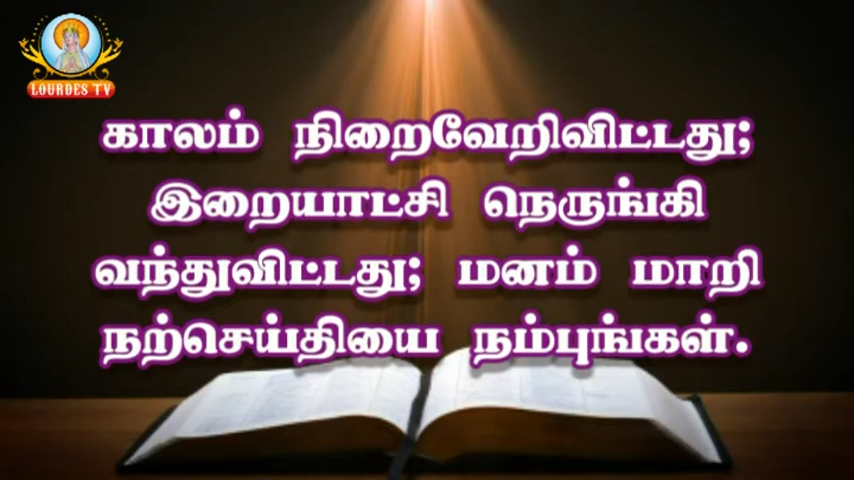 LOURDES TV
காலம் நிறைவேறிவிட்டது;
இறையாட்சி நெருங்கி
வந்துவிட்டது; மனம் மாறி
நற்செய்தியை நம்புங்கள்.